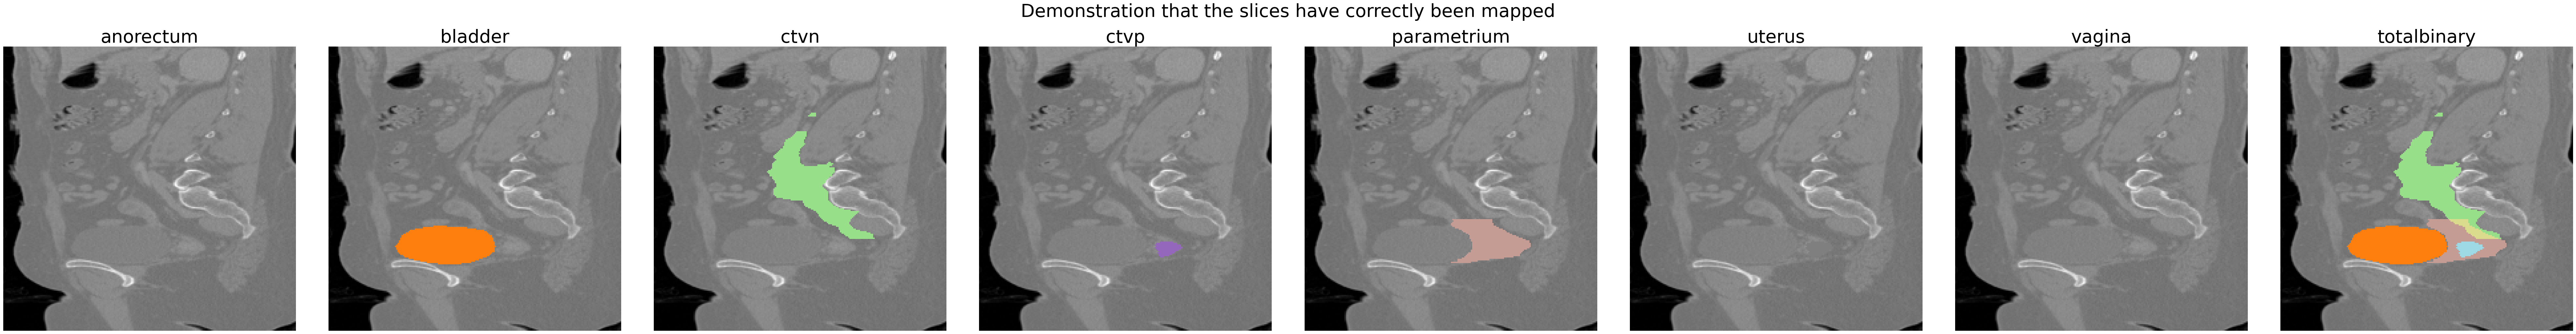 Demonstration that the slices have correctly been mapped
anorectum bladder ctvn ctvp parametrium uterus vagina totalbinary